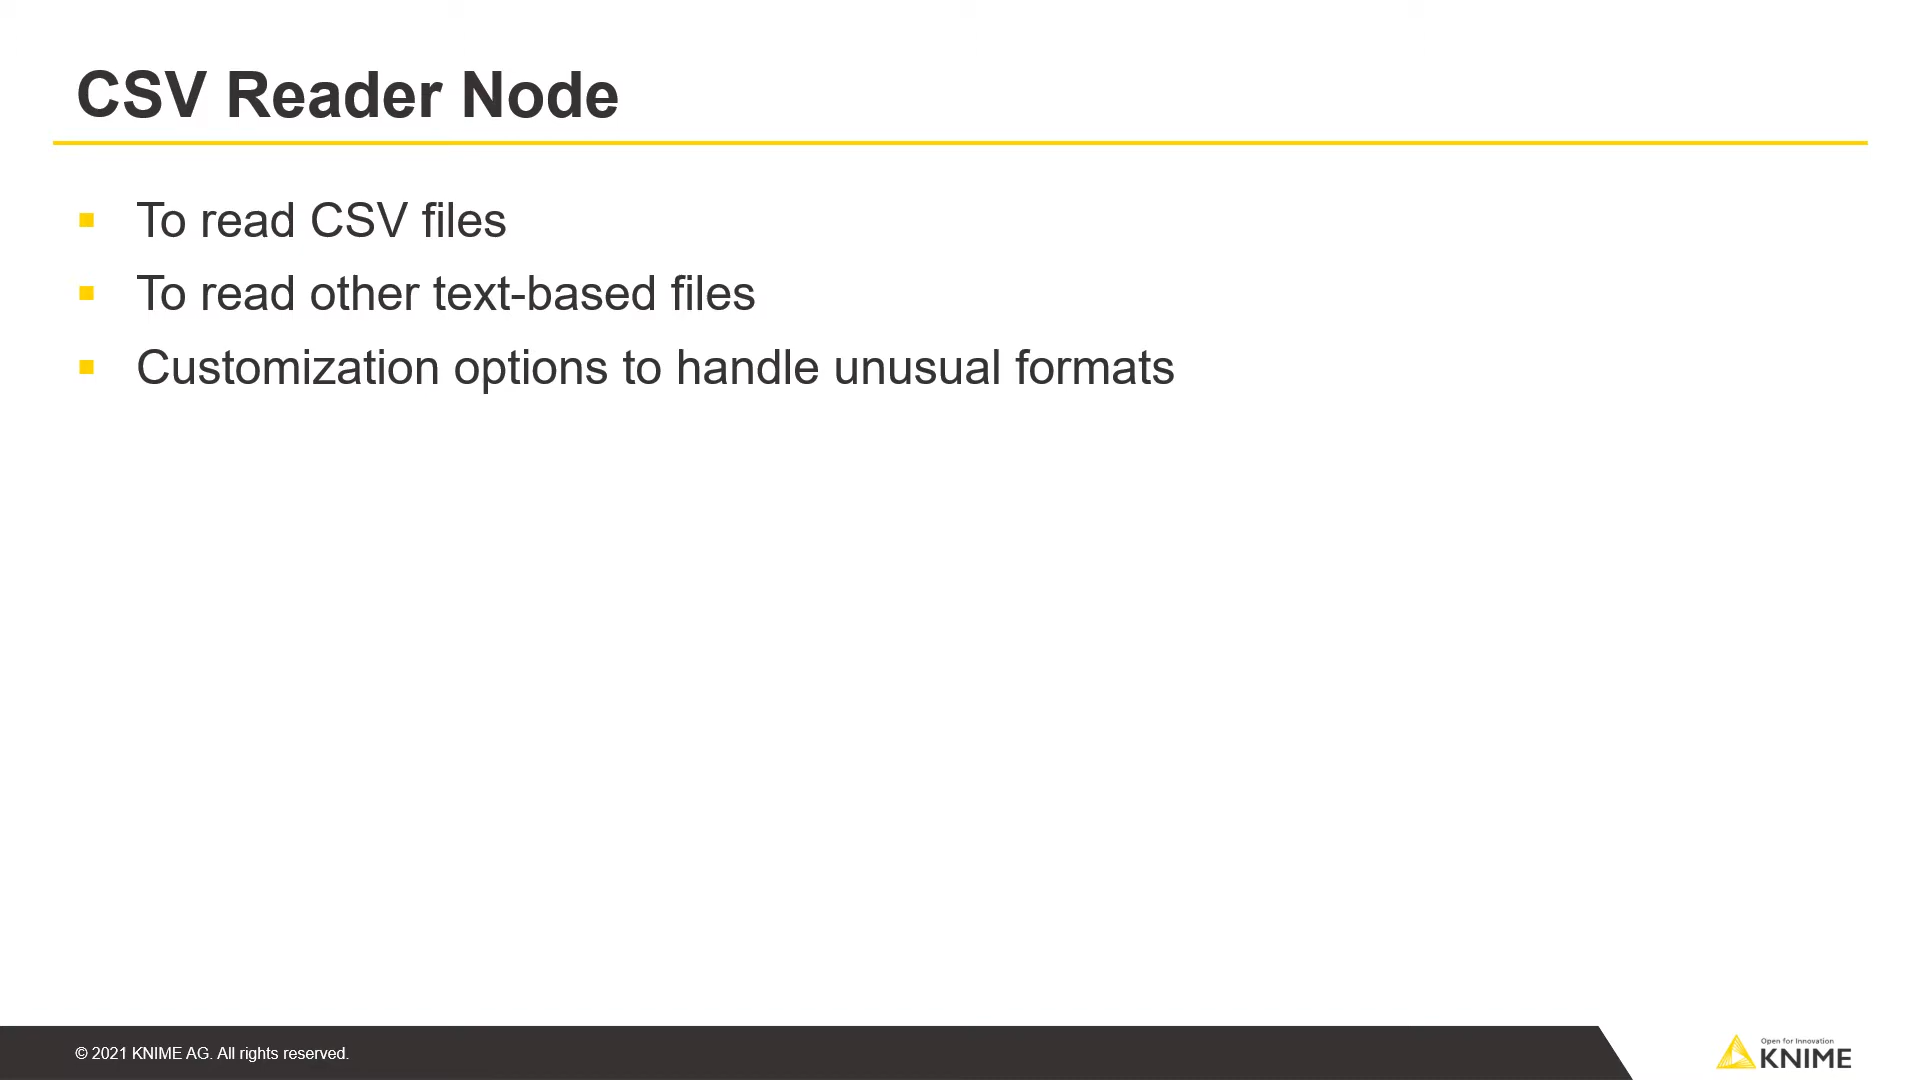 CSV Reader Node
To read CSV files
To read other text-based files
Customization options to handle unusual formats
© 2021 KNIME AG. All rights reserved.
Open for Innovation
KNIME